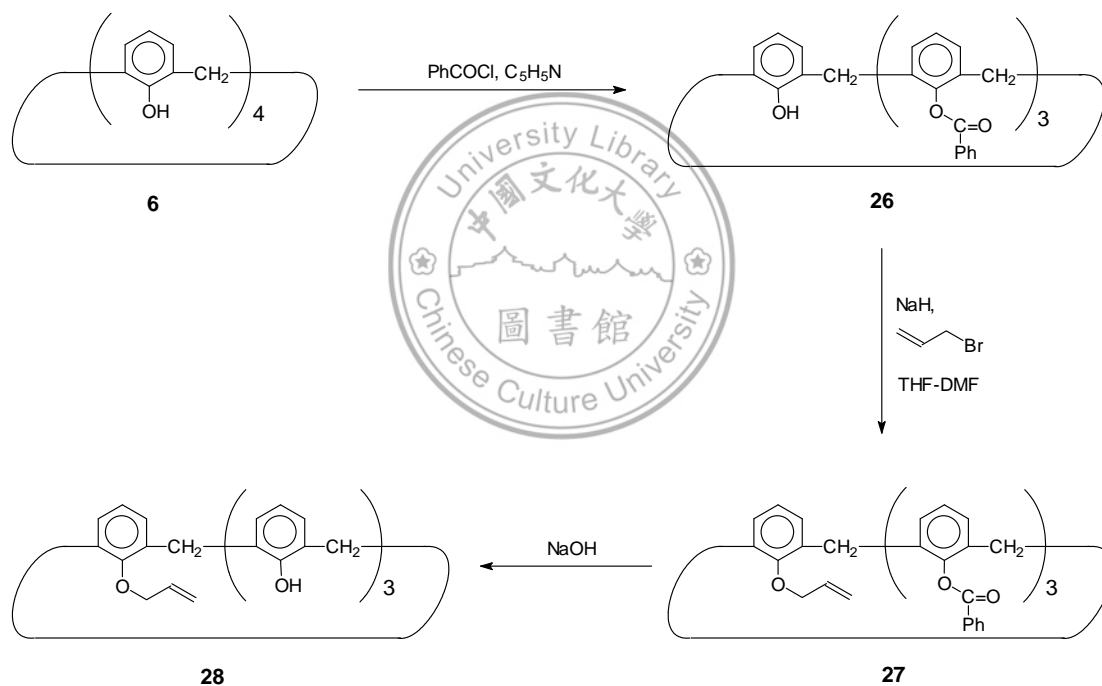 OH
CH₂
4
6
PhCOCl, C₅H₅N
OH
CH₂
O
C=O
Ph
CH₂
3
26
University Library
中國文化大學
圖書館
Chinese Culture University
NaH,
Br
THF-DMF
O
CH₂
OH
CH₂
3
28
NaOH
O
CH₂
O
C=O
Ph
CH₂
3
27